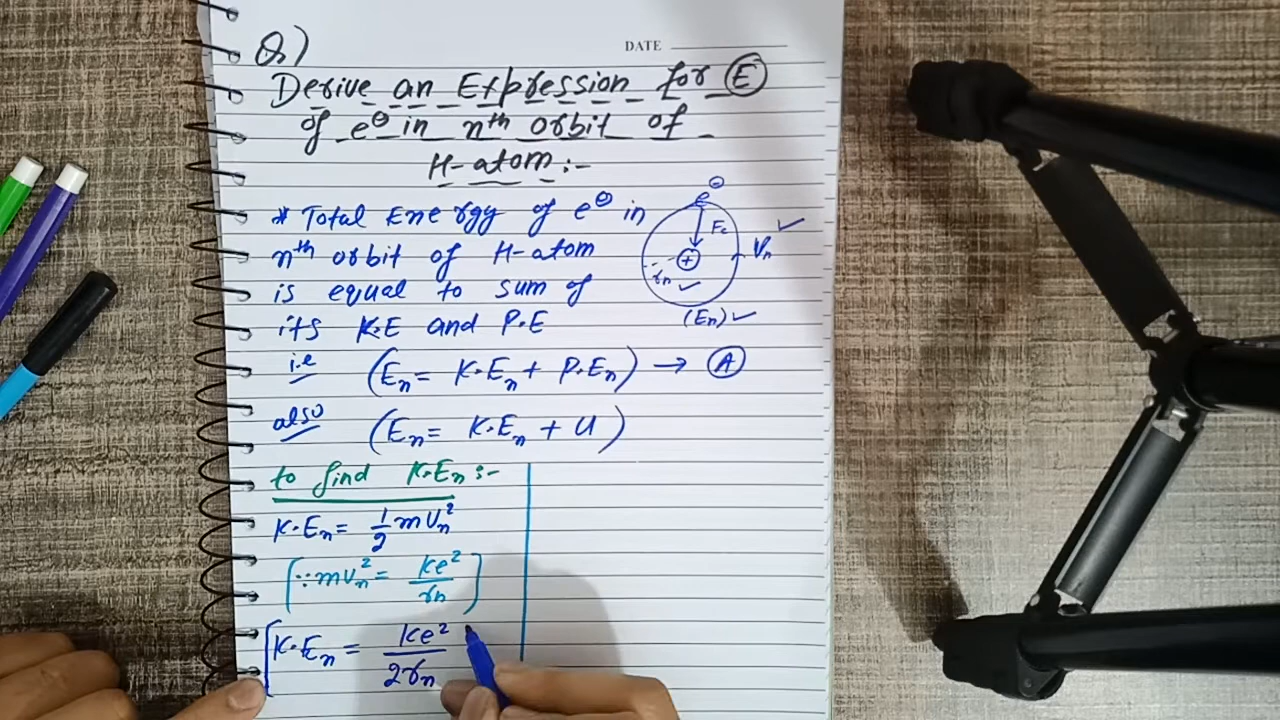 Q)
DATE
Derive an Expression for (E)
of e⊖ in nth orbit of
H-atom:-
* Total Energy of e⊖ in
nth orbit of H-atom
is equal to sum of
its K.E and P.E
i.e (En = K.En + P.En) → (A)
also (En = K.En + U)
e⊖
Fc
+
Vn ✓
rn ✓
(En) ✓
to find K.En :-
K.En = 1/2 mVn²
[∵ mVn² = ke²/rn]
[K.En = ke²/2rn